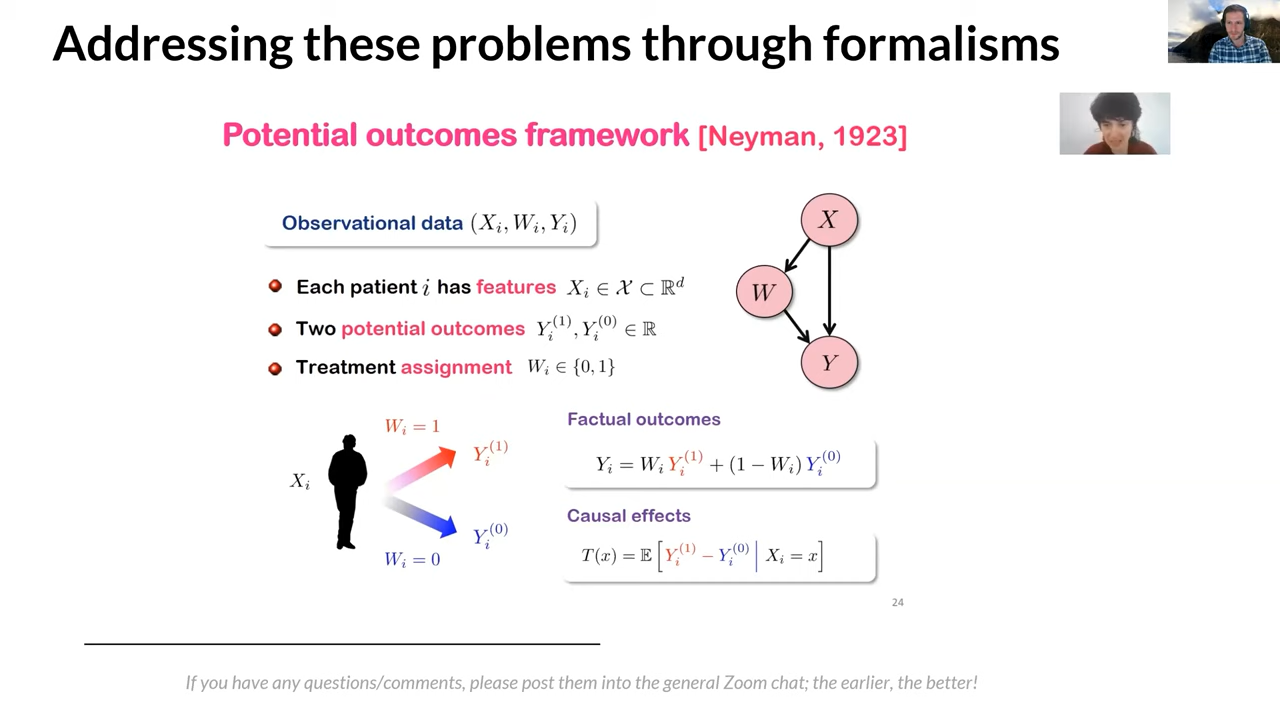 Addressing these problems through formalisms
Potential outcomes framework [Neyman, 1923]
Observational data (X_i, W_i, Y_i)
Each patient i has features X_i ∈ 𝒳 ⊂ ℝ^d
Two potential outcomes Y_i^(1), Y_i^(0) ∈ ℝ
Treatment assignment W_i ∈ {0, 1}
X
W
Y
W_i = 1
Y_i^(1)
X_i
Y_i^(0)
W_i = 0
Factual outcomes
Y_i = W_i Y_i^(1) + (1 − W_i) Y_i^(0)
Causal effects
T(x) = 𝔼 [Y_i^(1) − Y_i^(0) | X_i = x]
24
If you have any questions/comments, please post them into the general Zoom chat; the earlier, the better!